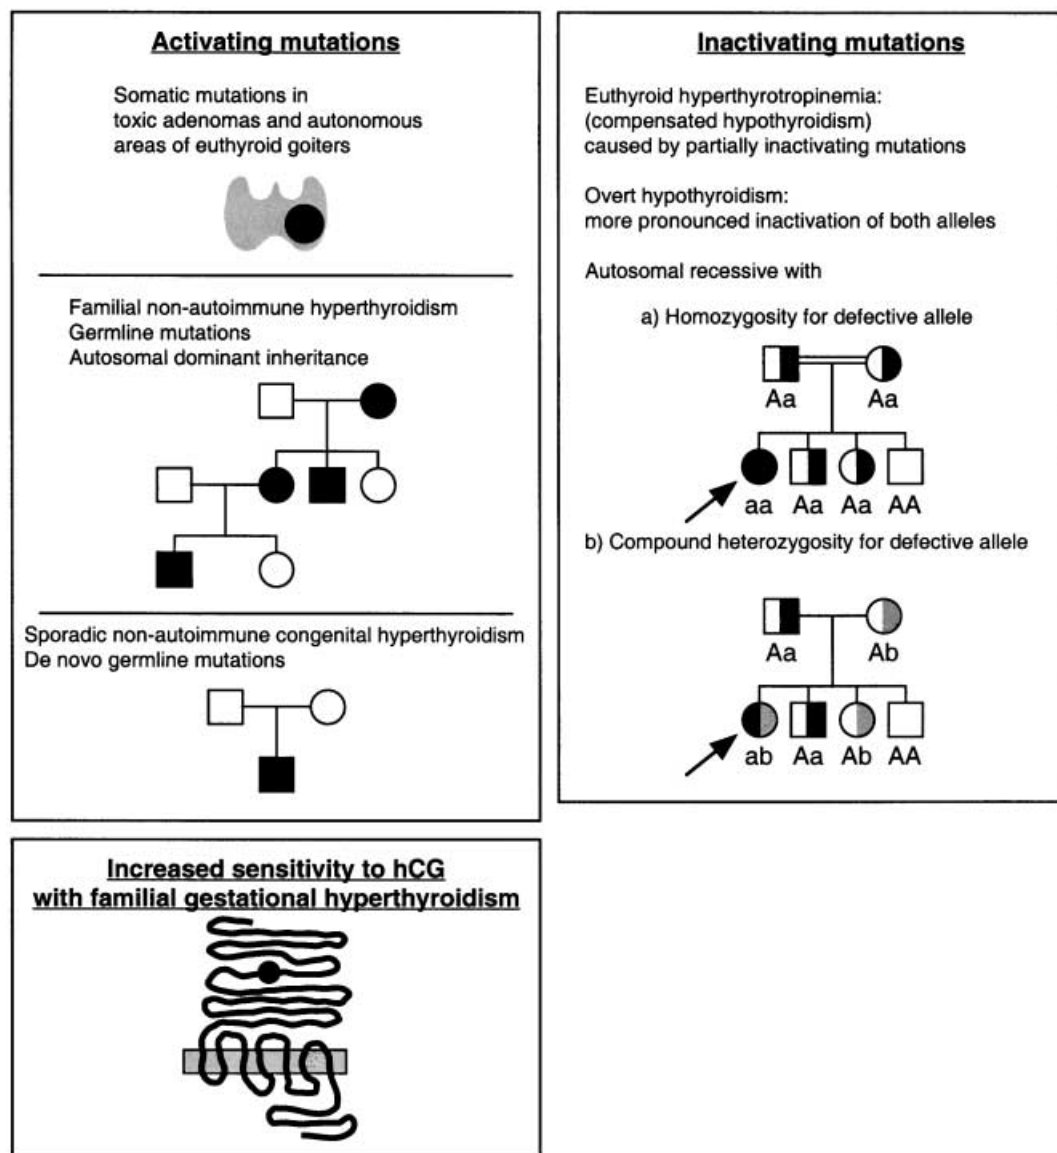 Activating mutations
Somatic mutations in
toxic adenomas and autonomous
areas of euthyroid goiters
Familial non-autoimmune hyperthyroidism
Germline mutations
Autosomal dominant inheritance
Sporadic non-autoimmune congenital hyperthyroidism
De novo germline mutations
Inactivating mutations
Euthyroid hyperthyrotropinemia:
(compensated hypothyroidism)
caused by partially inactivating mutations
Overt hypothyroidism:
more pronounced inactivation of both alleles
Autosomal recessive with
a) Homozygosity for defective allele
Aa Aa
aa Aa Aa AA
b) Compound heterozygosity for defective allele
Aa Ab
ab Aa Ab AA
Increased sensitivity to hCG
with familial gestational hyperthyroidism